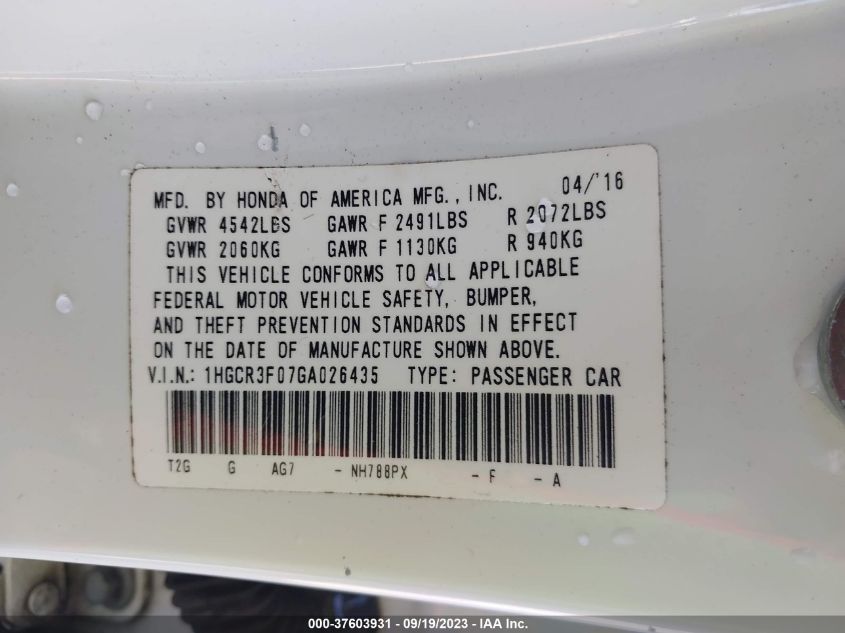 MFD. BY HONDA OF AMERICA MFG., INC. 04/'16
GVWR 4542LBS GAWR F 2491LBS R 2072LBS
GVWR 2060KG GAWR F 1130KG R 940KG
THIS VEHICLE CONFORMS TO ALL APPLICABLE
FEDERAL MOTOR VEHICLE SAFETY, BUMPER,
AND THEFT PREVENTION STANDARDS IN EFFECT
ON THE DATE OF MANUFACTURE SHOWN ABOVE.
V.I.N.: 1HGCR3F07GA026435 TYPE: PASSENGER CAR
T2G G AG7 - NH788PX - F - A
000-37603931 - 09/19/2023 - IAA Inc.